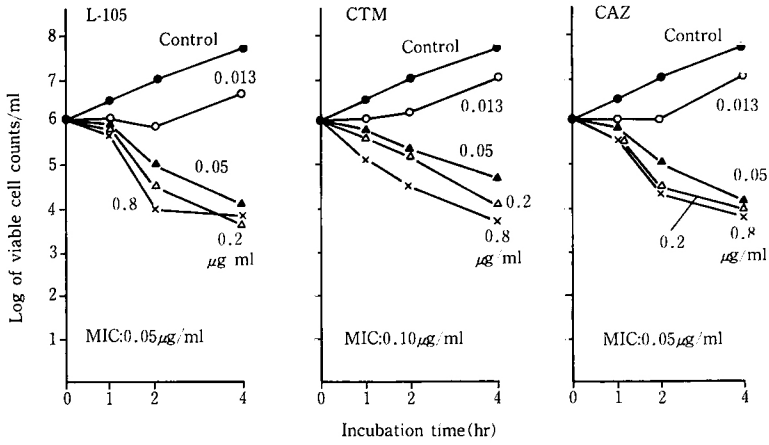 L-105
CTM
CAZ
Log of viable cell counts/ml
8
7
6
5
4
3
2
1
Control
0.013
0.05
0.8
0.2
μg ml
MIC:0.05μg/ml
0 1 2 4
Control
0.013
0.05
0.2
0.8
μg/ml
MIC:0.10μg/ml
0 1 2 4
Control
0.013
0.05
0.2
0.8
μg/ml
MIC:0.05μg/ml
0 1 2 4
Incubation time(hr)